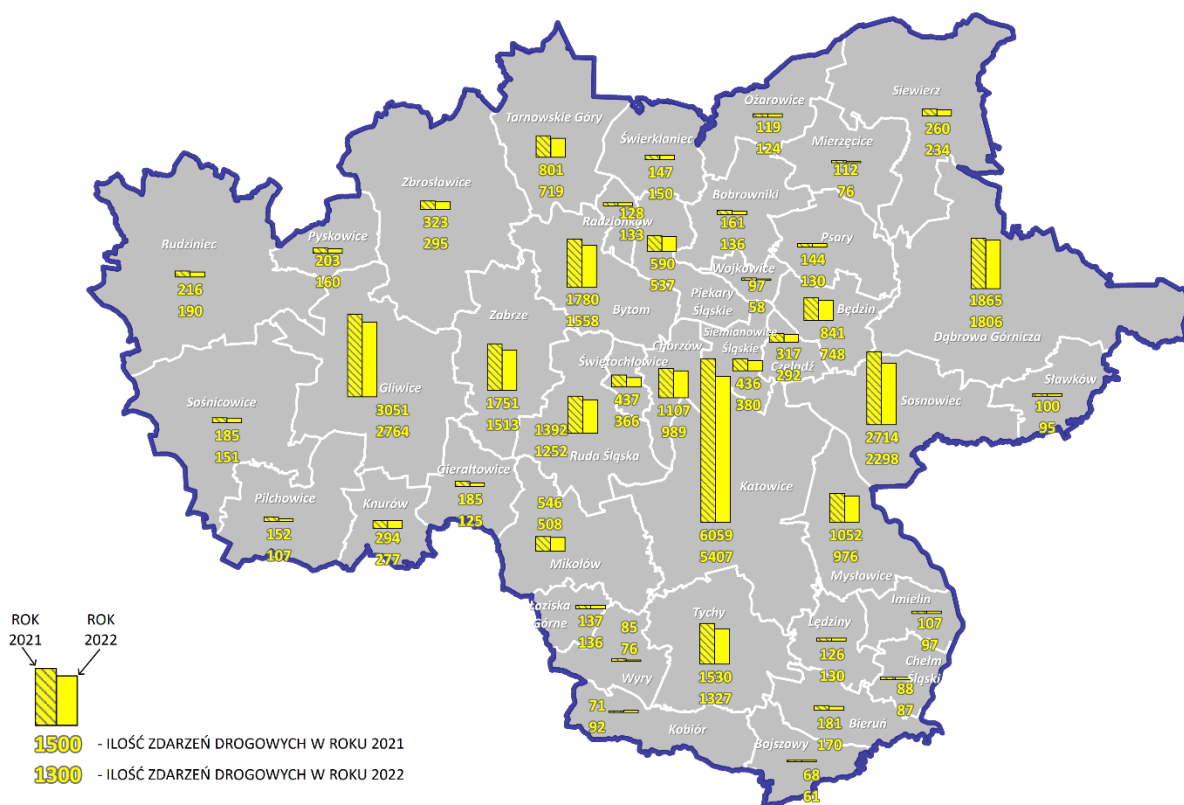 Siewierz
260
234
Ożarowice
119
124
Tarnowskie Góry
801
719
Świerklaniec
147
150
Mierzęcice
112
76
Zbrosławice
323
295
Bobrowniki
161
136
Radzionków
128
133
590
537
Psary
144
130
Pyskowice
203
160
Rudziniec
216
190
1865
1806
Dąbrowa Górnicza
Wojkowice
97
58
Piekary
Śląskie
1780
1558
Bytom
Będzin
841
748
Zabrze
1751
1513
Siemianowice
Śląskie
436
380
317
292
Czeladź
Chorzów
1107
989
Świętochłowice
437
366
Gliwice
3051
2764
Sławków
100
95
Sosnowiec
2714
2298
Sośnicowice
185
151
1392
1252
Ruda Śląska
Gierałtowice
185
125
Katowice
6059
5407
Pilchowice
152
107
Knurów
294
277
546
508
Mikołów
1052
976
Mysłowice
Łaziska
Górne
137
136
85
76
Wyry
Tychy
1530
1327
Lędziny
126
130
Imielin
107
97
Chełm
Śląski
88
87
71
92
Kobiór
Bieruń
181
170
Bojszowy
68
61
ROK
2021
ROK
2022
1500 - ILOŚĆ ZDARZEŃ DROGOWYCH W ROKU 2021
1300 - ILOŚĆ ZDARZEŃ DROGOWYCH W ROKU 2022